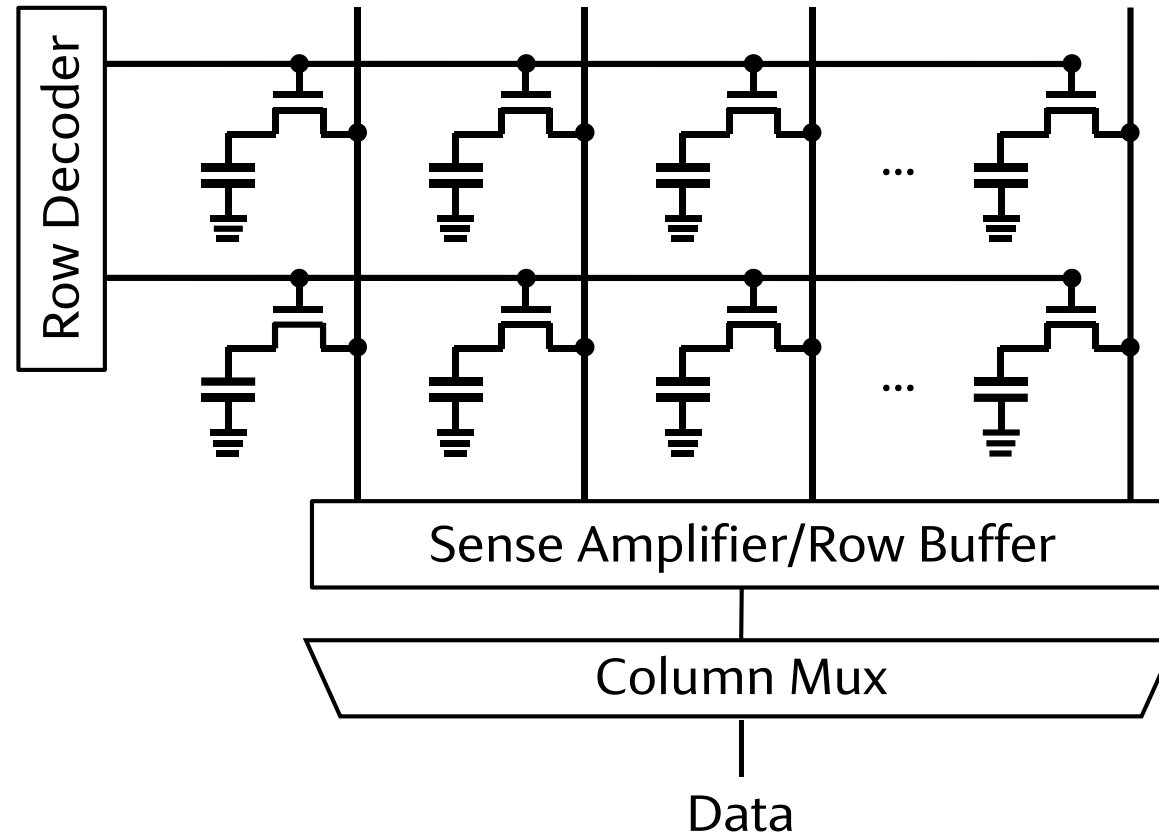 Row Decoder
...
...
Sense Amplifier/Row Buffer
Column Mux
Data